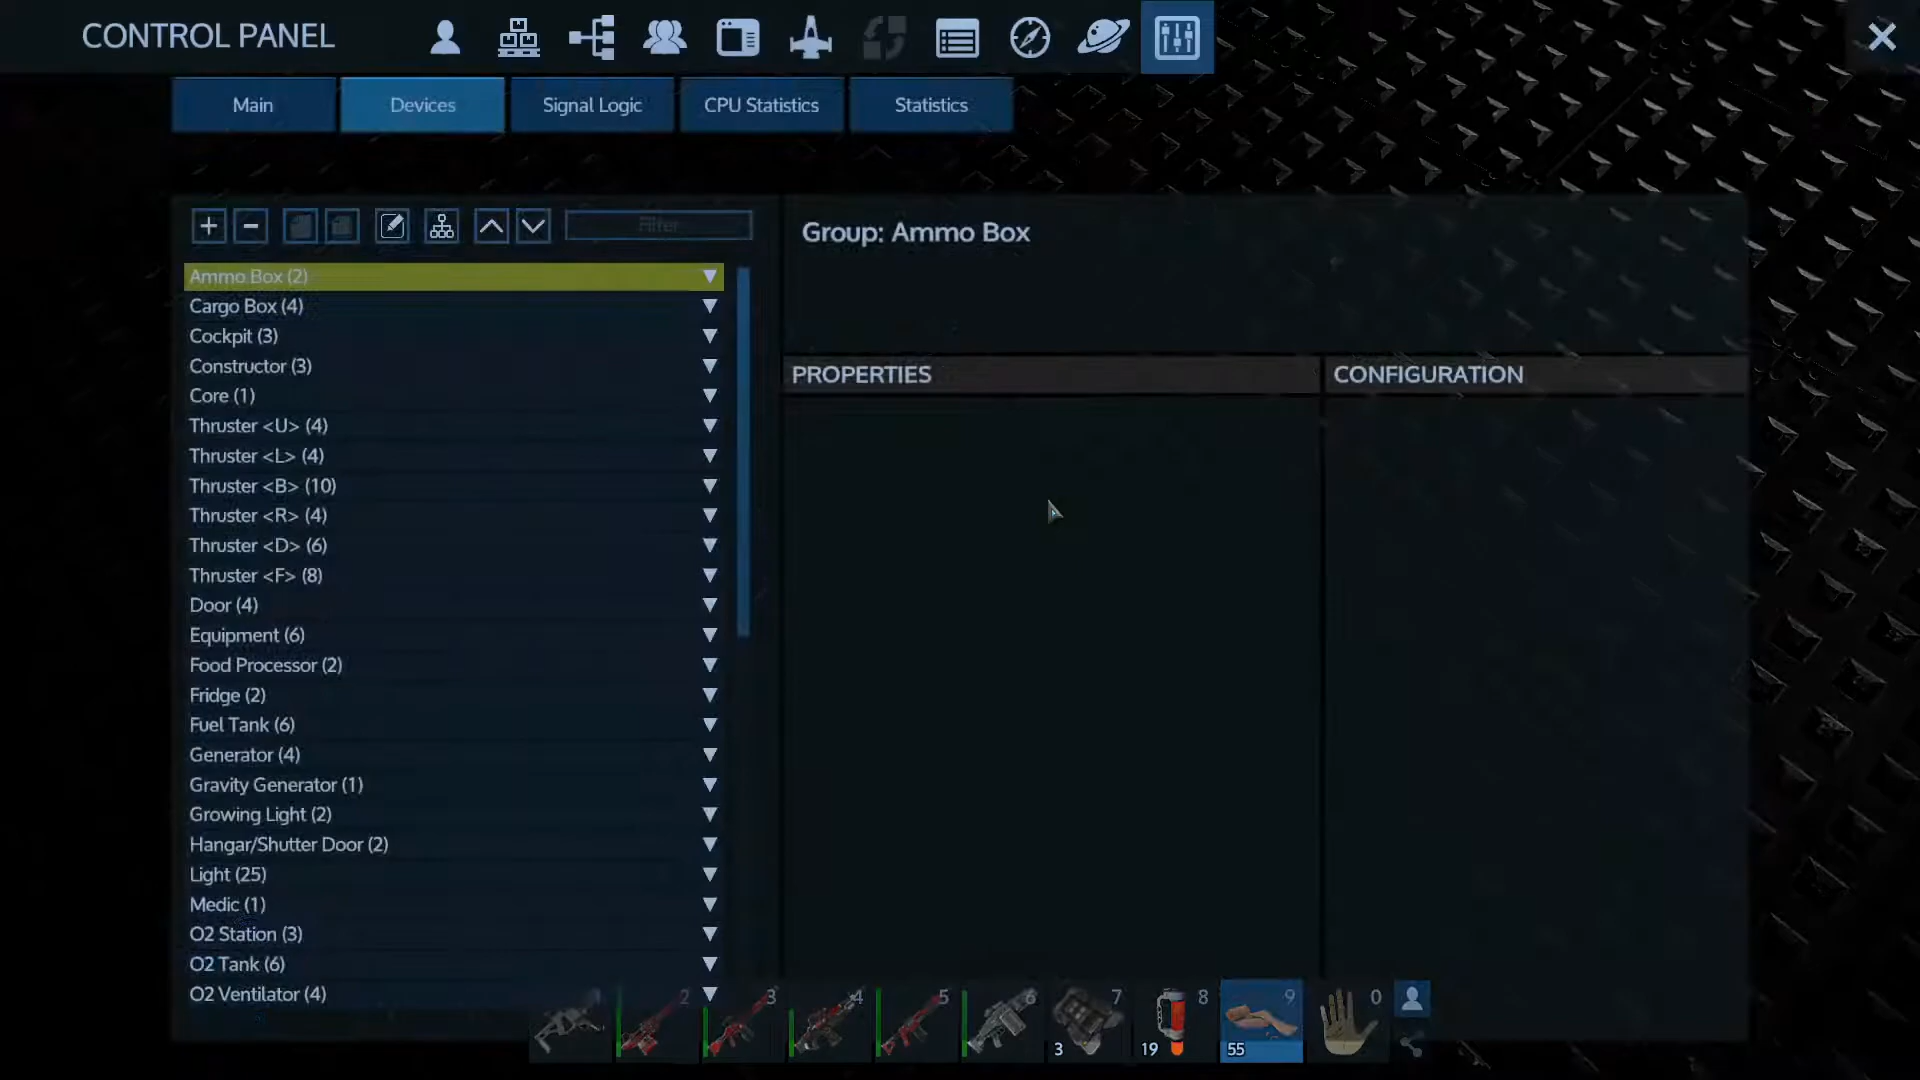 CONTROL PANEL
Main
Devices
Signal Logic
CPU Statistics
Statistics
Filter
Group: Ammo Box
Ammo Box (2)
Cargo Box (4)
Cockpit (3)
PROPERTIES
CONFIGURATION
Constructor (3)
Core (1)
Thruster <U> (4)
Thruster <L> (4)
Thruster <B> (10)
Thruster <R> (4)
Thruster <D> (6)
Thruster <F> (8)
Door (4)
Equipment (6)
Food Processor (2)
Fridge (2)
Fuel Tank (6)
Generator (4)
Gravity Generator (1)
Growing Light (2)
Hangar/Shutter Door (2)
Light (25)
Medic (1)
O2 Station (3)
O2 Tank (6)
O2 Ventilator (4)
2
3
4
5
6
7
8
9
0
3
19
55